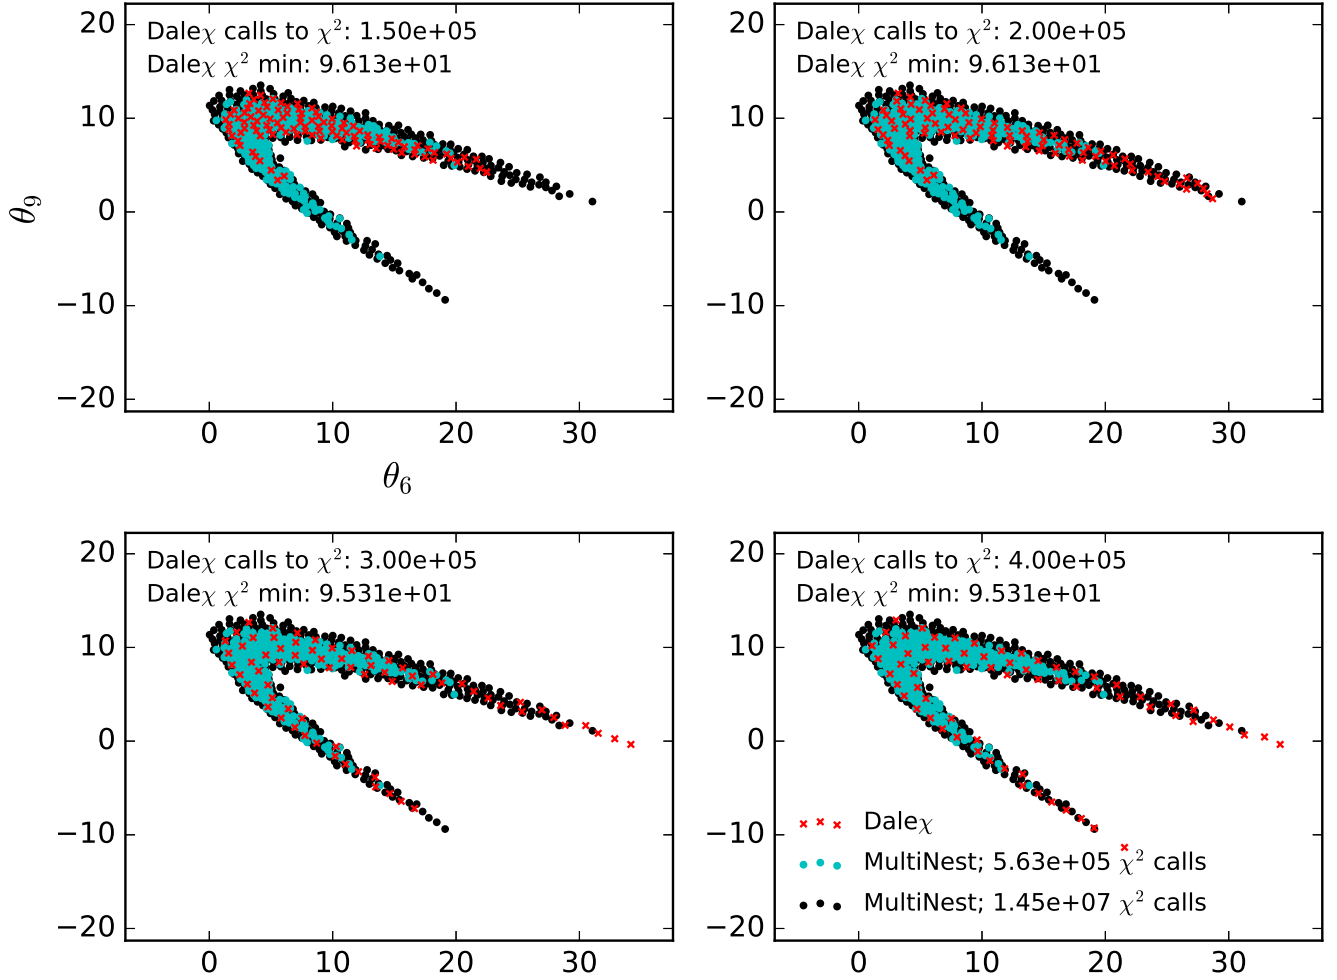 Daleχ calls to χ²: 1.50e+05
Daleχ χ² min: 9.613e+01
20
10
0
−10
−20
0 10 20 30
θ₉
θ₆
Daleχ calls to χ²: 2.00e+05
Daleχ χ² min: 9.613e+01
20
10
0
−10
−20
0 10 20 30
Daleχ calls to χ²: 3.00e+05
Daleχ χ² min: 9.531e+01
20
10
0
−10
−20
0 10 20 30
Daleχ calls to χ²: 4.00e+05
Daleχ χ² min: 9.531e+01
20
10
0
−10
−20
0 10 20 30
Daleχ
MultiNest; 5.63e+05 χ² calls
MultiNest; 1.45e+07 χ² calls